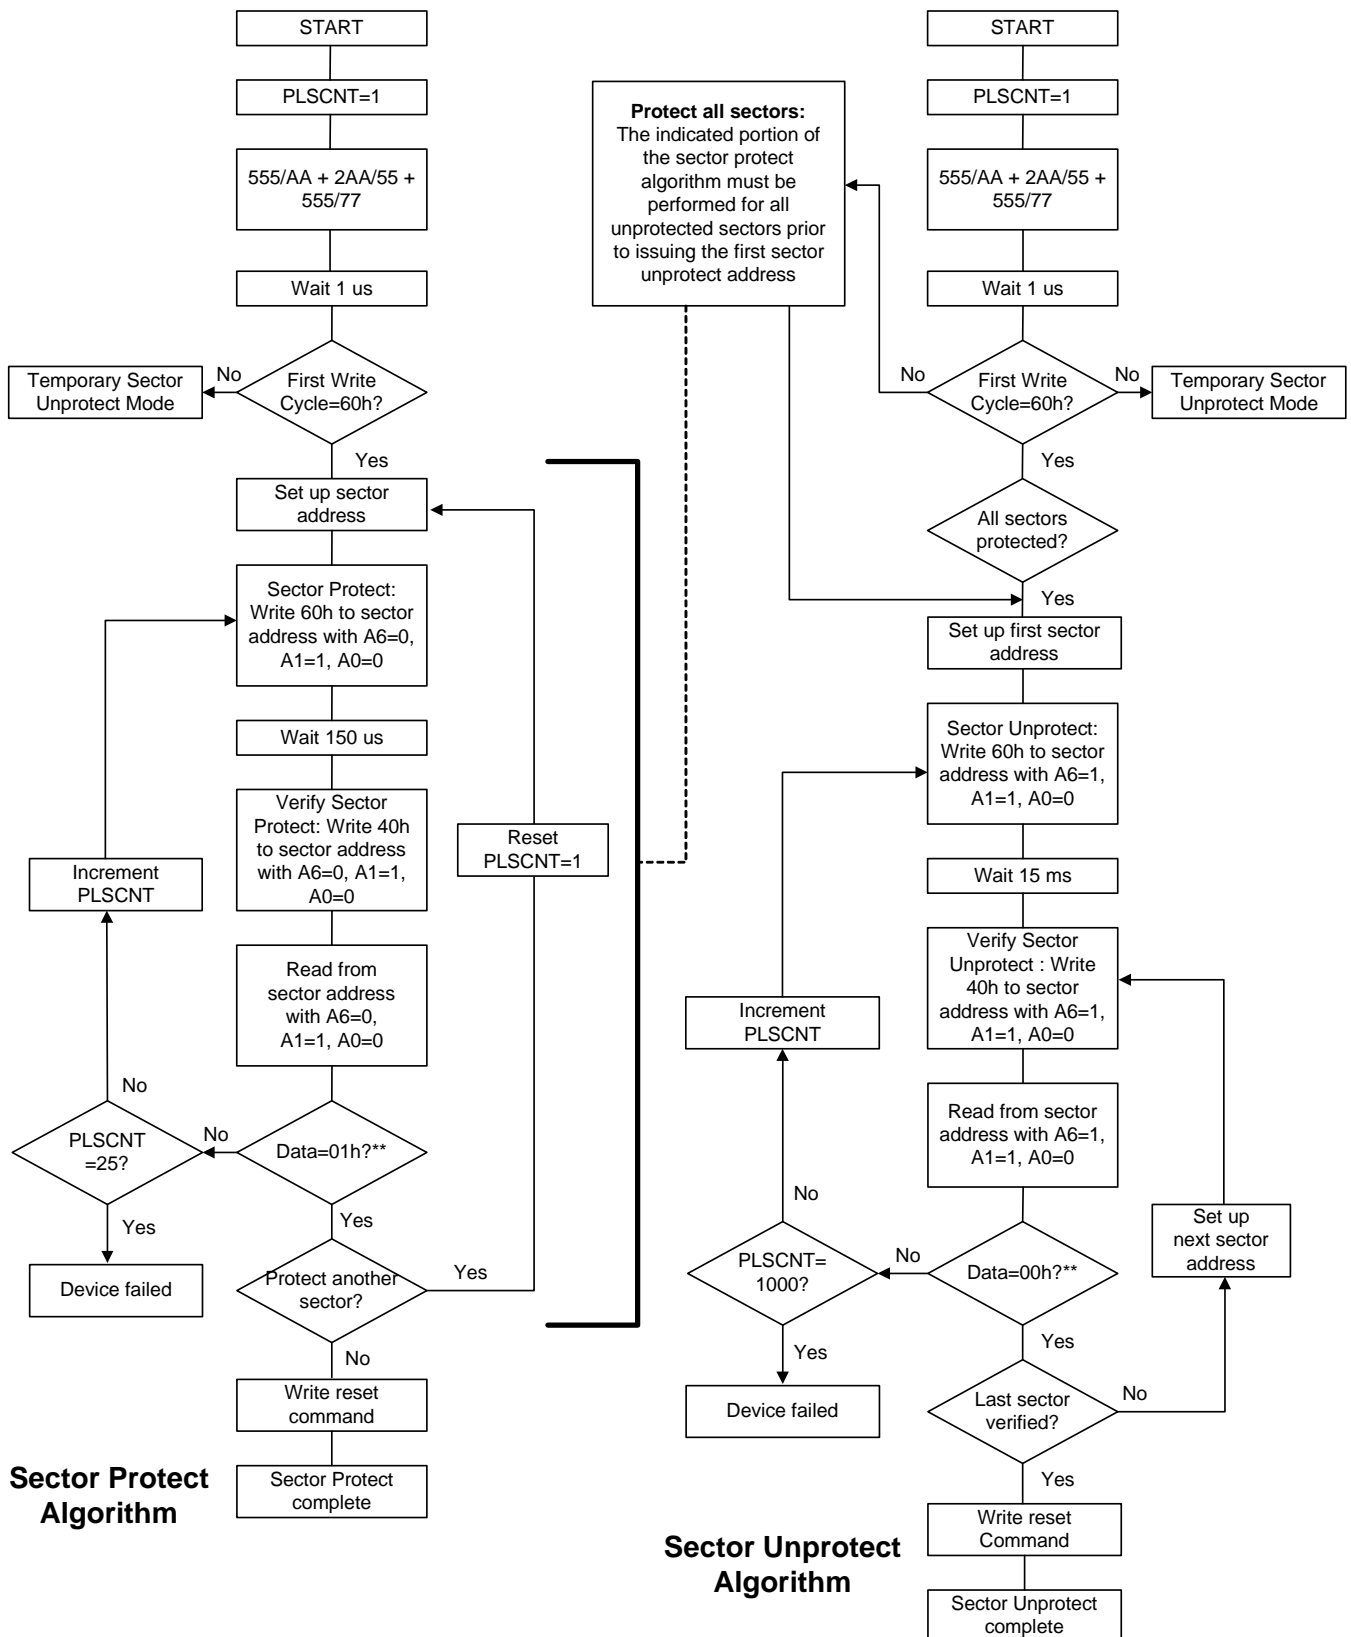 START
PLSCNT=1
555/AA + 2AA/55 +
555/77
Wait 1 us
First Write
Cycle=60h?
No
Temporary Sector
Unprotect Mode
Yes
Set up sector
address
Sector Protect:
Write 60h to sector
address with A6=0,
A1=1, A0=0
Wait 150 us
Verify Sector
Protect: Write 40h
to sector address
with A6=0, A1=1,
A0=0
Reset
PLSCNT=1
Increment
PLSCNT
Read from
sector address
with A6=0,
A1=1, A0=0
No
PLSCNT
=25?
No
Data=01h?**
Yes
Device failed
Yes
Protect another
sector?
Yes
No
Write reset
command
Sector Protect
complete
Sector Protect
Algorithm
Protect all sectors:
The indicated portion of
the sector protect
algorithm must be
performed for all
unprotected sectors prior
to issuing the first sector
unprotect address
START
PLSCNT=1
555/AA + 2AA/55 +
555/77
Wait 1 us
No
First Write
Cycle=60h?
No
Temporary Sector
Unprotect Mode
Yes
All sectors
protected?
Yes
Set up first sector
address
Sector Unprotect:
Write 60h to sector
address with A6=1,
A1=1, A0=0
Wait 15 ms
Verify Sector
Unprotect : Write
40h to sector
address with A6=1,
A1=1, A0=0
Increment
PLSCNT
Read from sector
address with A6=1,
A1=1, A0=0
No
PLSCNT=
1000?
No
Data=00h?**
Set up
next sector
address
Yes
Device failed
Yes
Last sector
verified?
No
Yes
Write reset
Command
Sector Unprotect
complete
Sector Unprotect
Algorithm